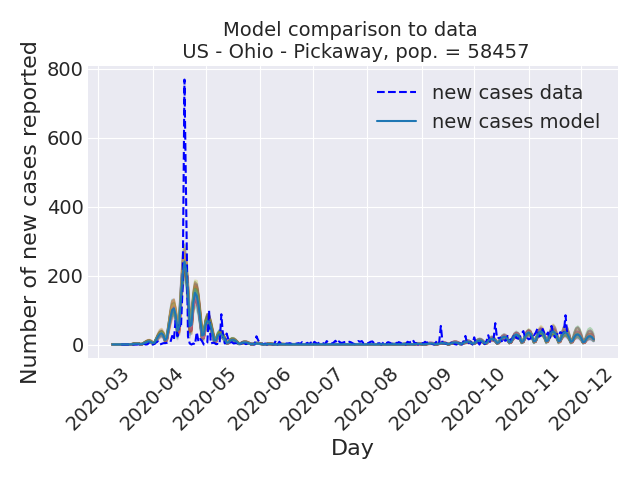 Model comparison to data
US - Ohio - Pickaway, pop. = 58457
Number of new cases reported
800
600
400
200
0
new cases data
new cases model
2020-03
2020-04
2020-05
2020-06
2020-07
2020-08
2020-09
2020-10
2020-11
2020-12
Day